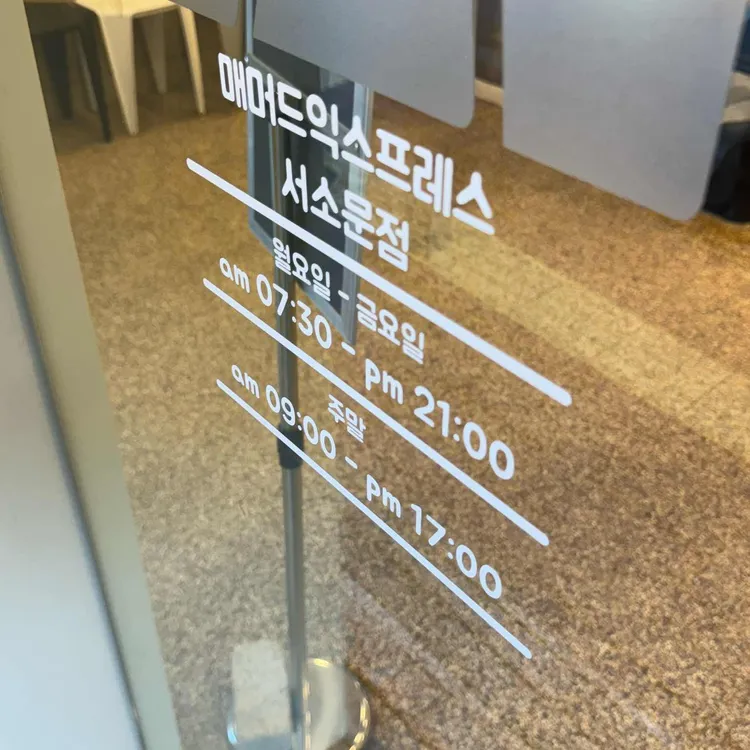 매머드익스프레스
서소문점
월요일 - 금요일
am 07:30 - pm 21:00
주말
am 09:00 - pm 17:00